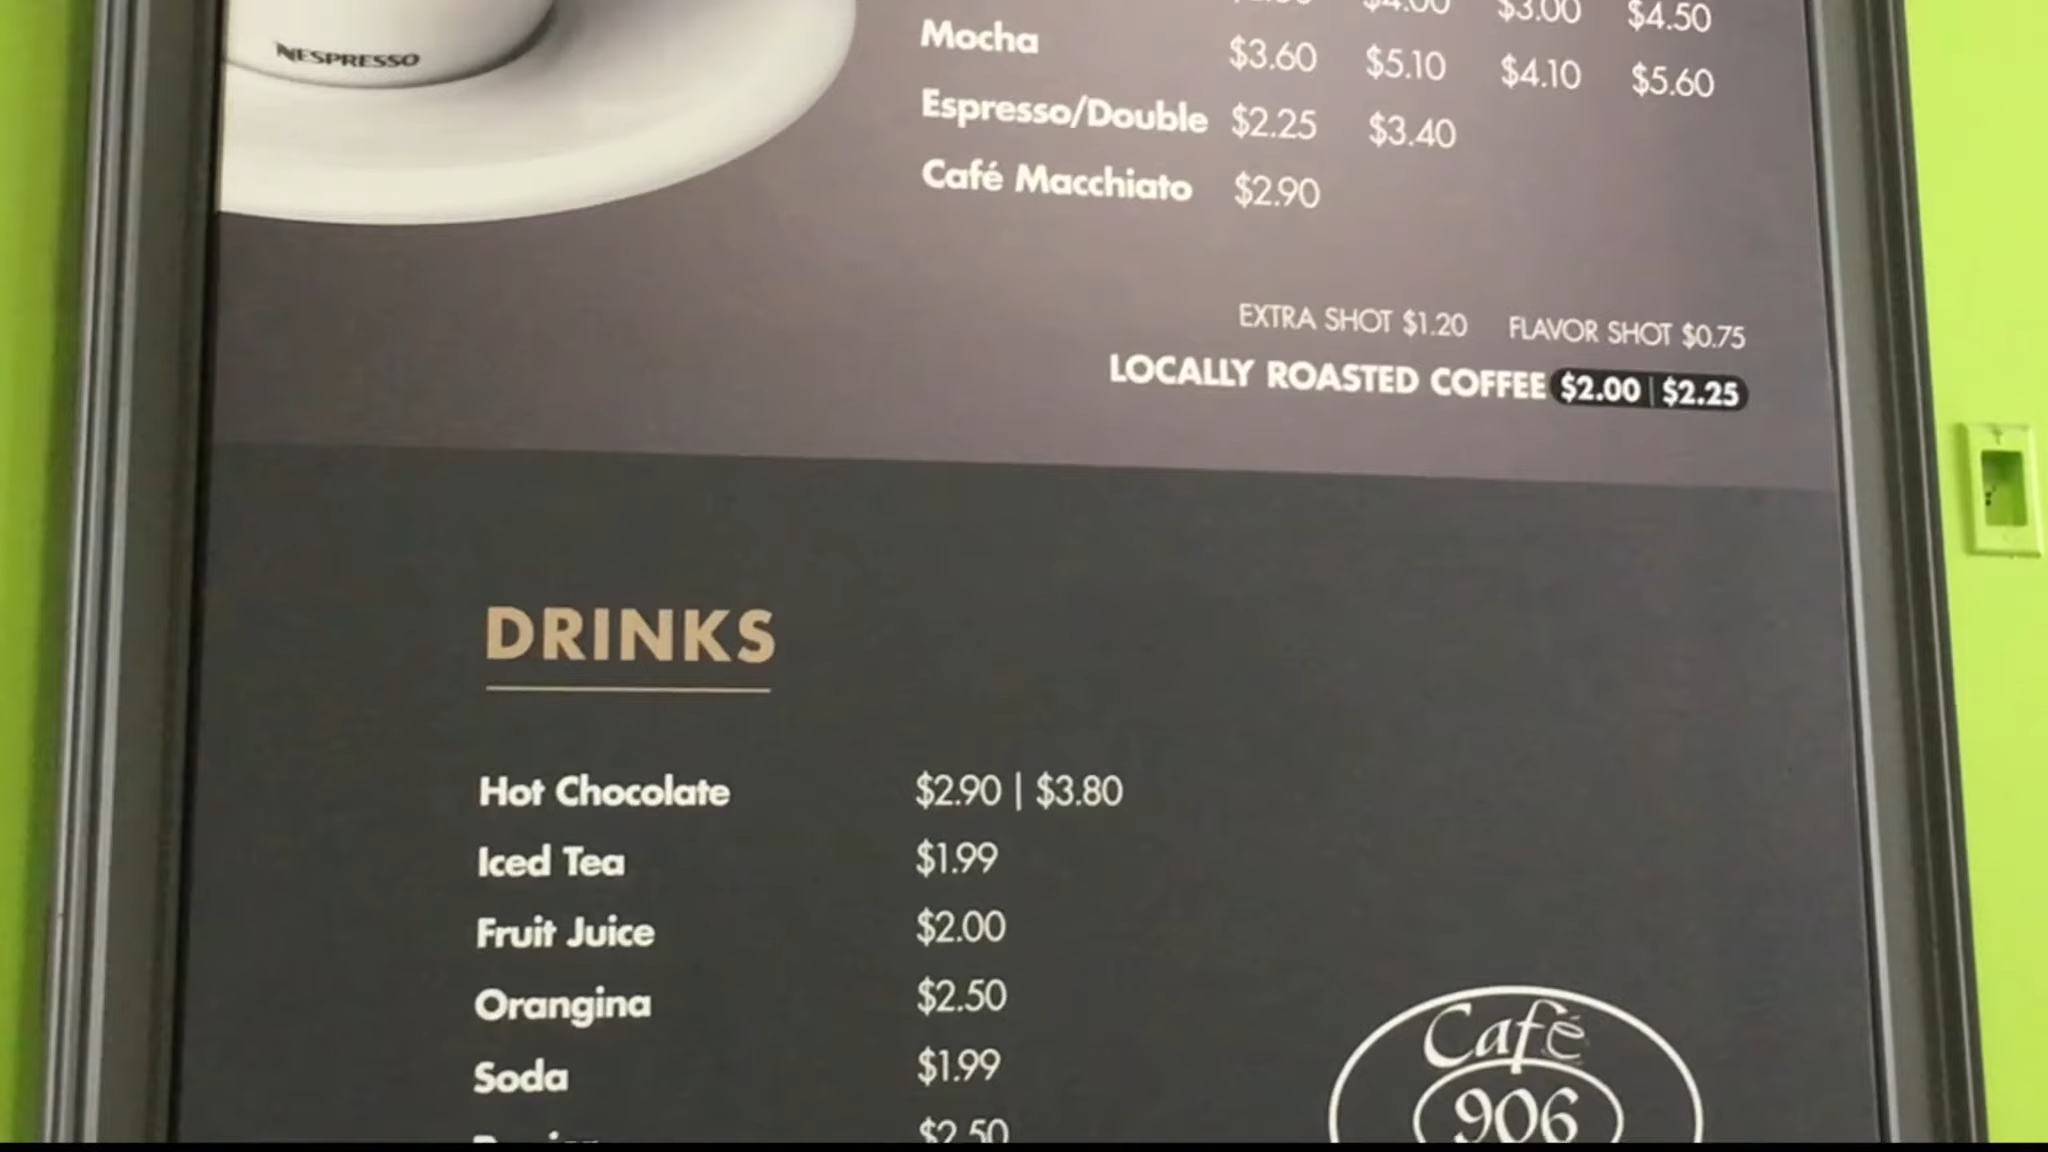 NESPRESSO
$4.00 $3.00 $4.50
Mocha $3.60 $5.10 $4.10 $5.60
Espresso/Double $2.25 $3.40
Café Macchiato $2.90
EXTRA SHOT $1.20 FLAVOR SHOT $0.75
LOCALLY ROASTED COFFEE $2.00 | $2.25
DRINKS
Hot Chocolate $2.90 | $3.80
Iced Tea $1.99
Fruit Juice $2.00
Orangina $2.50
Soda $1.99
$2.50
Café
906